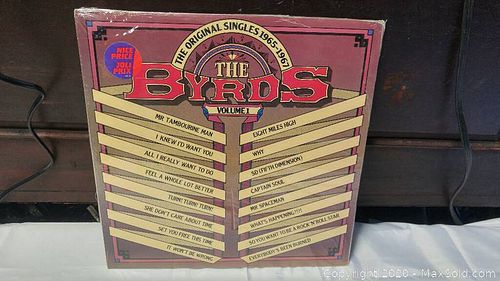 THE ORIGINAL SINGLES 1965-1967
NICE
PRICE
JOLI
PRIX
THE
BYRDS
VOLUME 1
MR TAMBOURINE MAN
I KNEW I'D WANT YOU
ALL I REALLY WANT TO DO
FEEL A WHOLE LOT BETTER
TURN! TURN! TURN!
SHE DON'T CARE ABOUT TIME
SET YOU FREE THIS TIME
IT WON'T BE WRONG
EIGHT MILES HIGH
WHY
5D (FIFTH DIMENSION)
CAPTAIN SOUL
MR SPACEMAN
WHAT'S HAPPENING?!?!
SO YOU WANT TO BE A ROCK 'N' ROLL STAR
EVERYBODY'S BEEN BURNED
Copyright 2020 - MaxSold.com